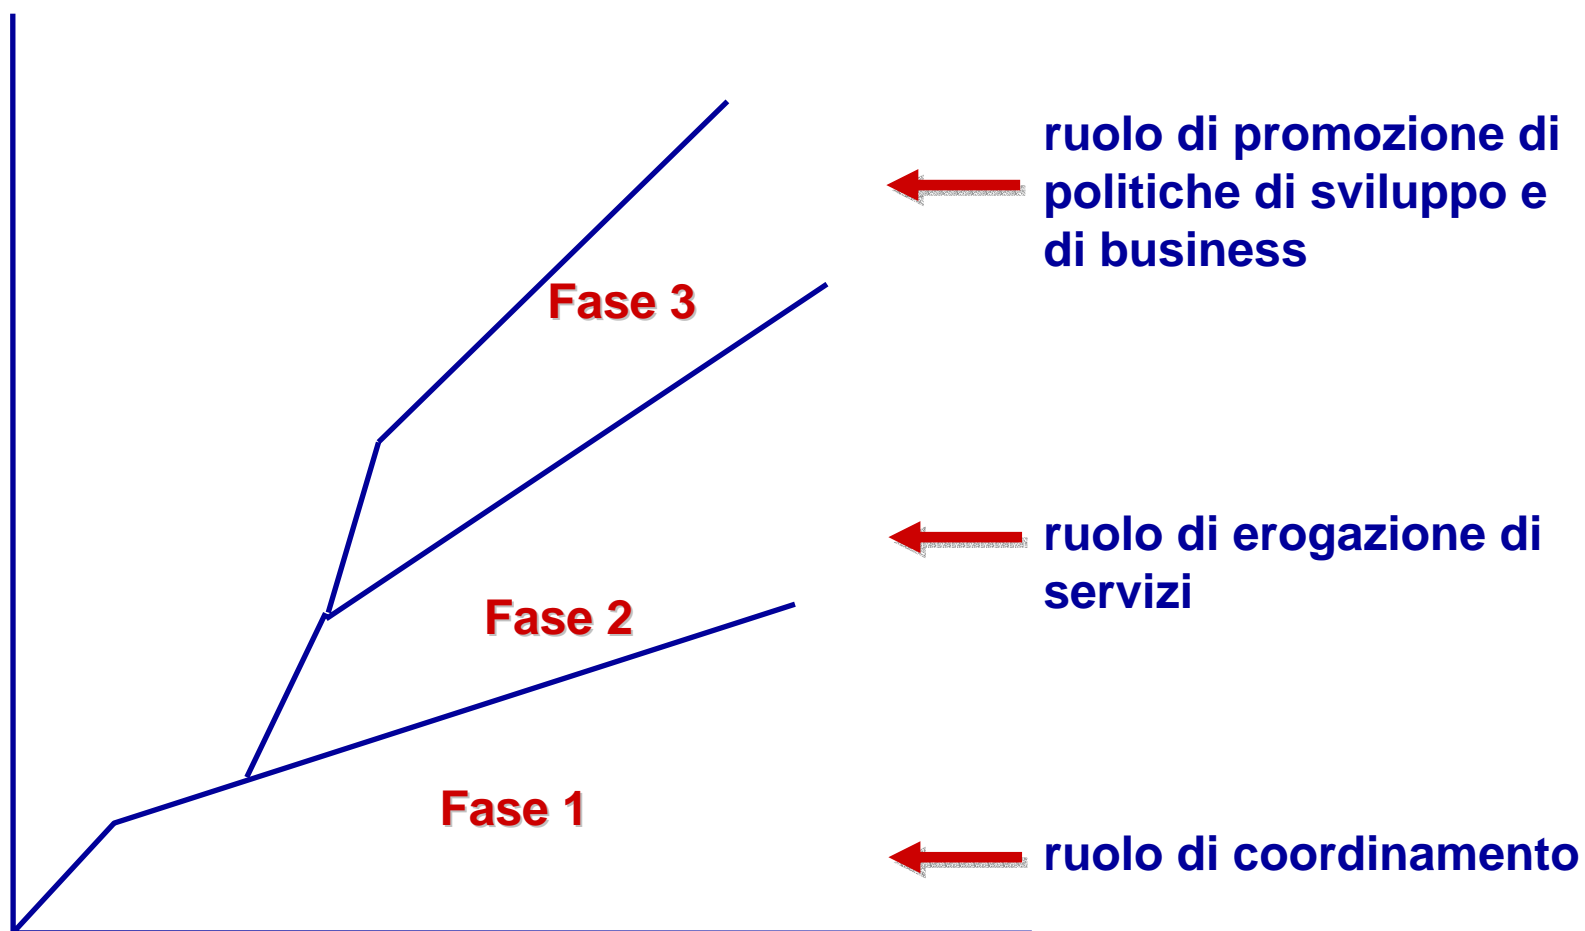 ruolo di promozione di
politiche di sviluppo e
di business
Fase 3
ruolo di erogazione di
servizi
Fase 2
Fase 1
ruolo di coordinamento